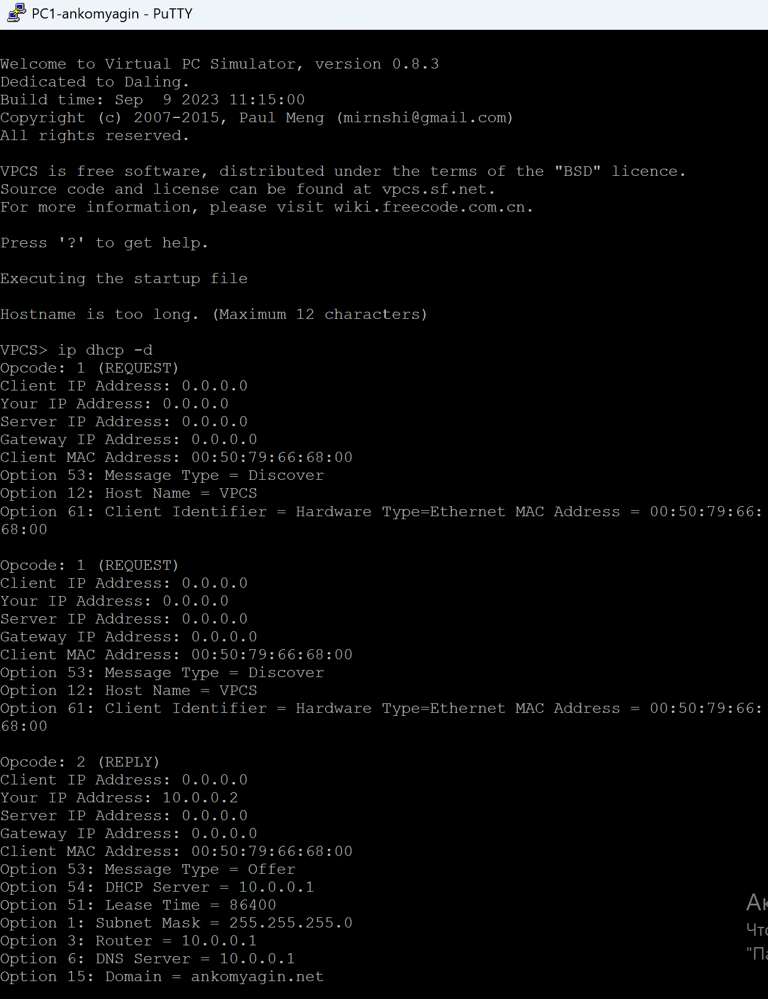 PC1-ankomyagin - PuTTY
Welcome to Virtual PC Simulator, version 0.8.3
Dedicated to Daling.
Build time: Sep  9 2023 11:15:00
Copyright (c) 2007-2015, Paul Meng (mirnshi@gmail.com)
All rights reserved.
VPCS is free software, distributed under the terms of the "BSD" licence.
Source code and license can be found at vpcs.sf.net.
For more information, please visit wiki.freecode.com.cn.
Press '?' to get help.
Executing the startup file
Hostname is too long. (Maximum 12 characters)
VPCS> ip dhcp -d
Opcode: 1 (REQUEST)
Client IP Address: 0.0.0.0
Your IP Address: 0.0.0.0
Server IP Address: 0.0.0.0
Gateway IP Address: 0.0.0.0
Client MAC Address: 00:50:79:66:68:00
Option 53: Message Type = Discover
Option 12: Host Name = VPCS
Option 61: Client Identifier = Hardware Type=Ethernet MAC Address = 00:50:79:66:
68:00
Opcode: 1 (REQUEST)
Client IP Address: 0.0.0.0
Your IP Address: 0.0.0.0
Server IP Address: 0.0.0.0
Gateway IP Address: 0.0.0.0
Client MAC Address: 00:50:79:66:68:00
Option 53: Message Type = Discover
Option 12: Host Name = VPCS
Option 61: Client Identifier = Hardware Type=Ethernet MAC Address = 00:50:79:66:
68:00
Opcode: 2 (REPLY)
Client IP Address: 0.0.0.0
Your IP Address: 10.0.0.2
Server IP Address: 0.0.0.0
Gateway IP Address: 0.0.0.0
Client MAC Address: 00:50:79:66:68:00
Option 53: Message Type = Offer
Option 54: DHCP Server = 10.0.0.1
Option 51: Lease Time = 86400
Option 1: Subnet Mask = 255.255.255.0
Option 3: Router = 10.0.0.1
Option 6: DNS Server = 10.0.0.1
Option 15: Domain = ankomyagin.net